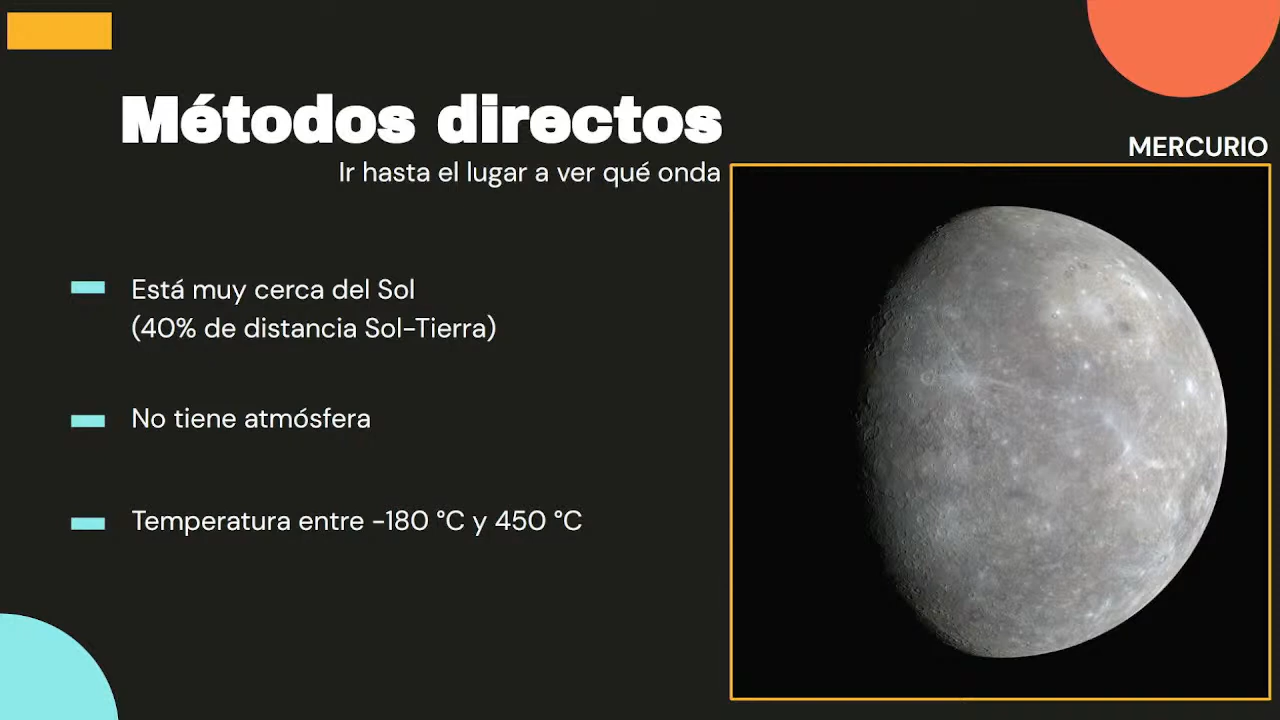 Métodos directos
Ir hasta el lugar a ver qué onda
MERCURIO
Está muy cerca del Sol
(40% de distancia Sol-Tierra)
No tiene atmósfera
Temperatura entre -180 °C y 450 °C